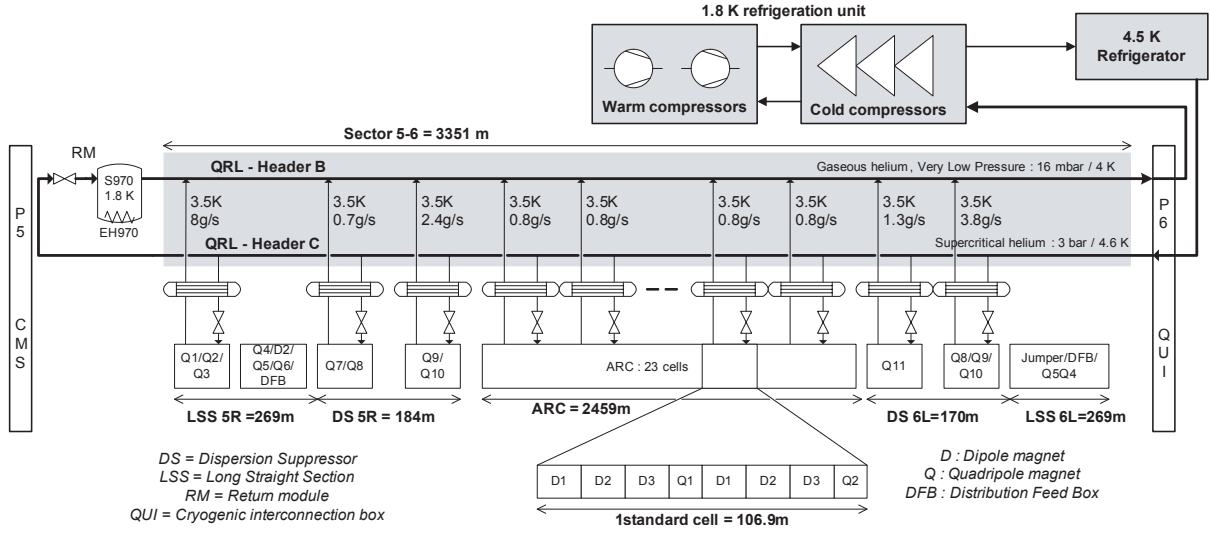 1.8 K refrigeration unit
4.5 K
Refrigerator
Warm compressors
Cold compressors
Sector 5-6 = 3351 m
RM
QRL - Header B
Gaseous helium, Very Low Pressure : 16 mbar / 4 K
S970
1.8 K
EH970
3.5K
8g/s
3.5K
0.7g/s
3.5K
2.4g/s
3.5K
0.8g/s
3.5K
0.8g/s
3.5K
0.8g/s
3.5K
0.8g/s
3.5K
1.3g/s
3.5K
3.8g/s
P5
CMS
P6
QUI
QRL - Header C
Supercritical helium : 3 bar / 4.6 K
Q1/Q2/
Q3
Q4/D2/
Q5/Q6/
DFB
Q7/Q8
Q9/
Q10
ARC : 23 cells
Q11
Q8/Q9/
Q10
Jumper/DFB/
Q5Q4
LSS 5R =269m
DS 5R = 184m
ARC = 2459m
DS 6L=170m
LSS 6L=269m
DS = Dispersion Suppressor
LSS = Long Straight Section
RM = Return module
QUI = Cryogenic interconnection box
D1 D2 D3 Q1 D1 D2 D3 Q2
1standard cell = 106.9m
D : Dipole magnet
Q : Quadripole magnet
DFB : Distribution Feed Box